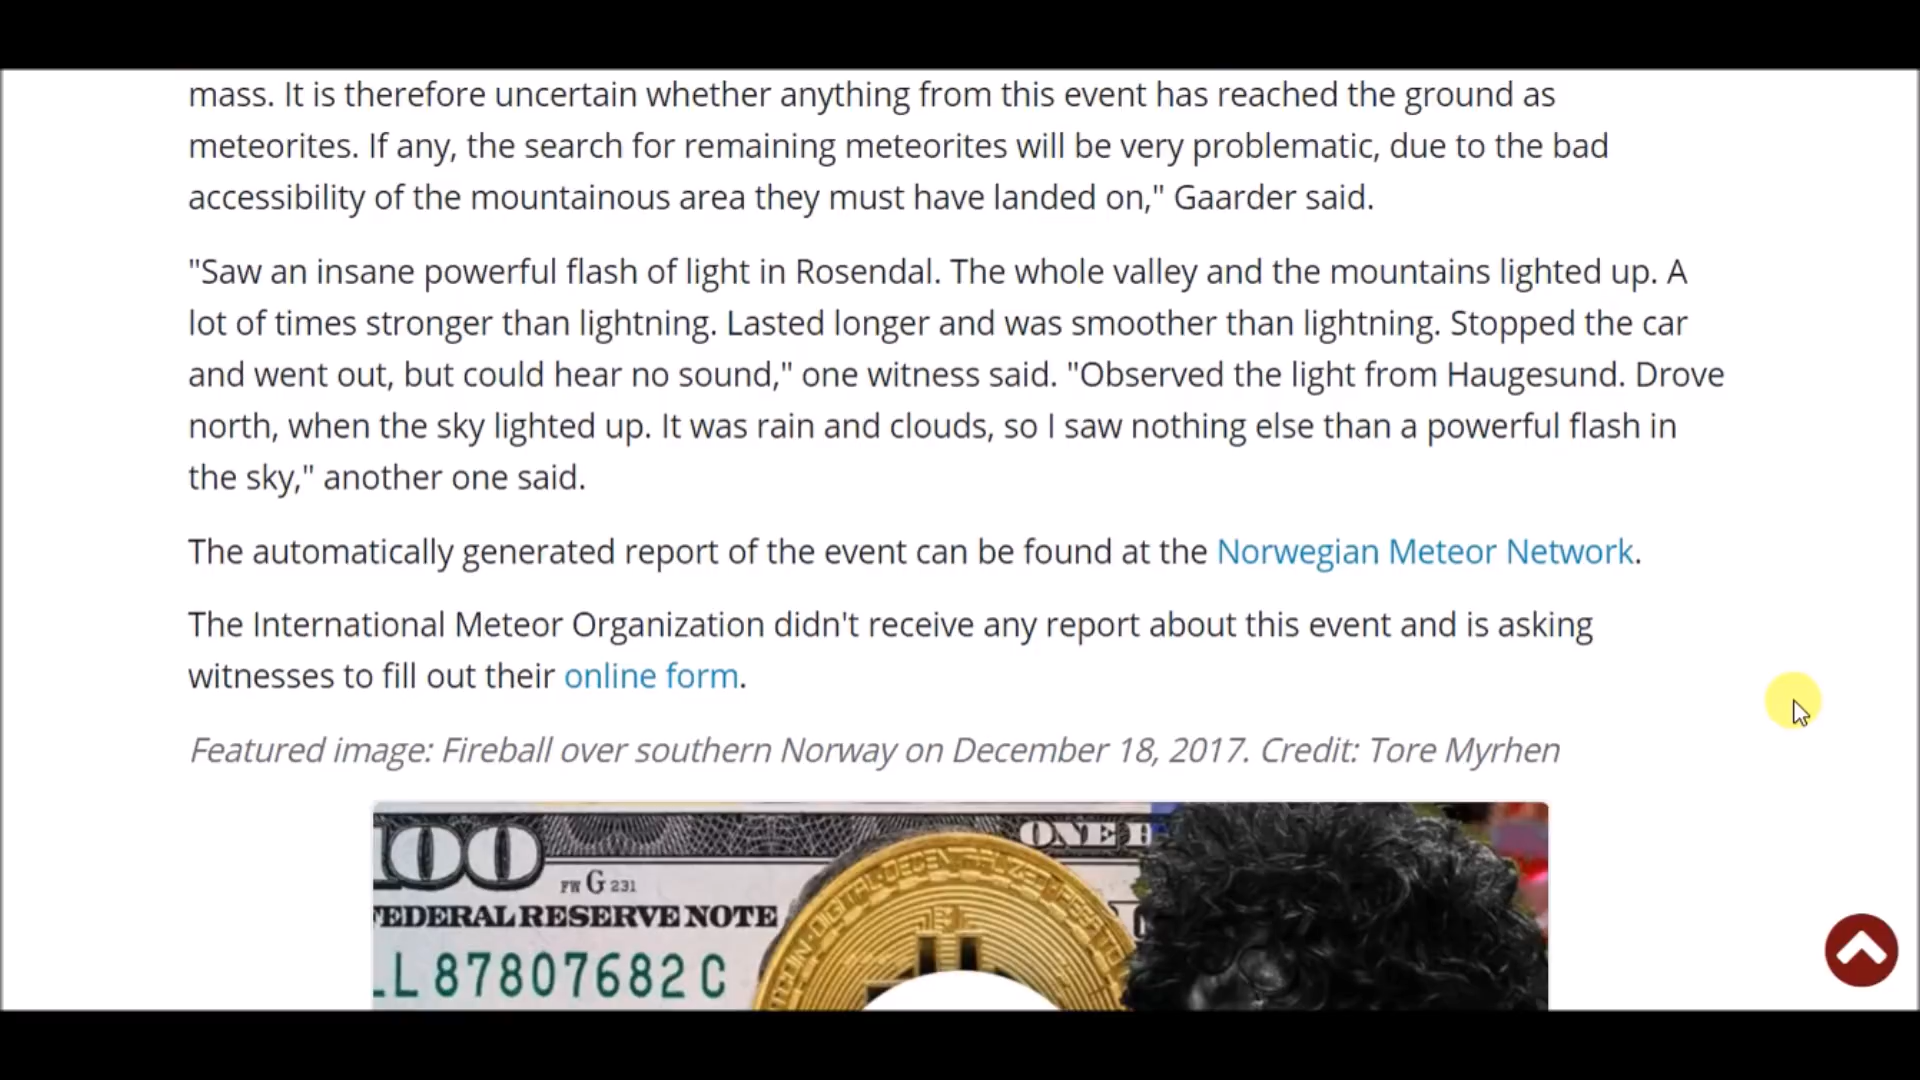 mass. It is therefore uncertain whether anything from this event has reached the ground as
meteorites. If any, the search for remaining meteorites will be very problematic, due to the bad
accessibility of the mountainous area they must have landed on," Gaarder said.
"Saw an insane powerful flash of light in Rosendal. The whole valley and the mountains lighted up. A
lot of times stronger than lightning. Lasted longer and was smoother than lightning. Stopped the car
and went out, but could hear no sound," one witness said. "Observed the light from Haugesund. Drove
north, when the sky lighted up. It was rain and clouds, so I saw nothing else than a powerful flash in
the sky," another one said.
The automatically generated report of the event can be found at the Norwegian Meteor Network.
The International Meteor Organization didn't receive any report about this event and is asking
witnesses to fill out their online form.
Featured image: Fireball over southern Norway on December 18, 2017. Credit: Tore Myrhen
100
ONE H
FW G 231
FEDERAL RESERVE NOTE
LL87807682C